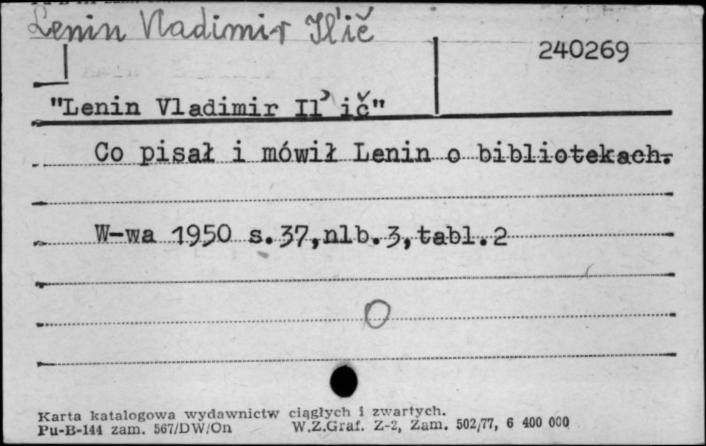 Lenin Vladimir Il'ič
240269
"Lenin Vladimir Il'ič"
Co pisał i mówił Lenin o bibliotekach.
W-wa 1950 s.37,nlb.3,tabl.2
Karta katalogowa wydawnictw ciągłych i zwartych.
Pu-B-144 zam. 567/DW/On W.Z.Graf. Z-2, Zam. 502/77, 6 400 000